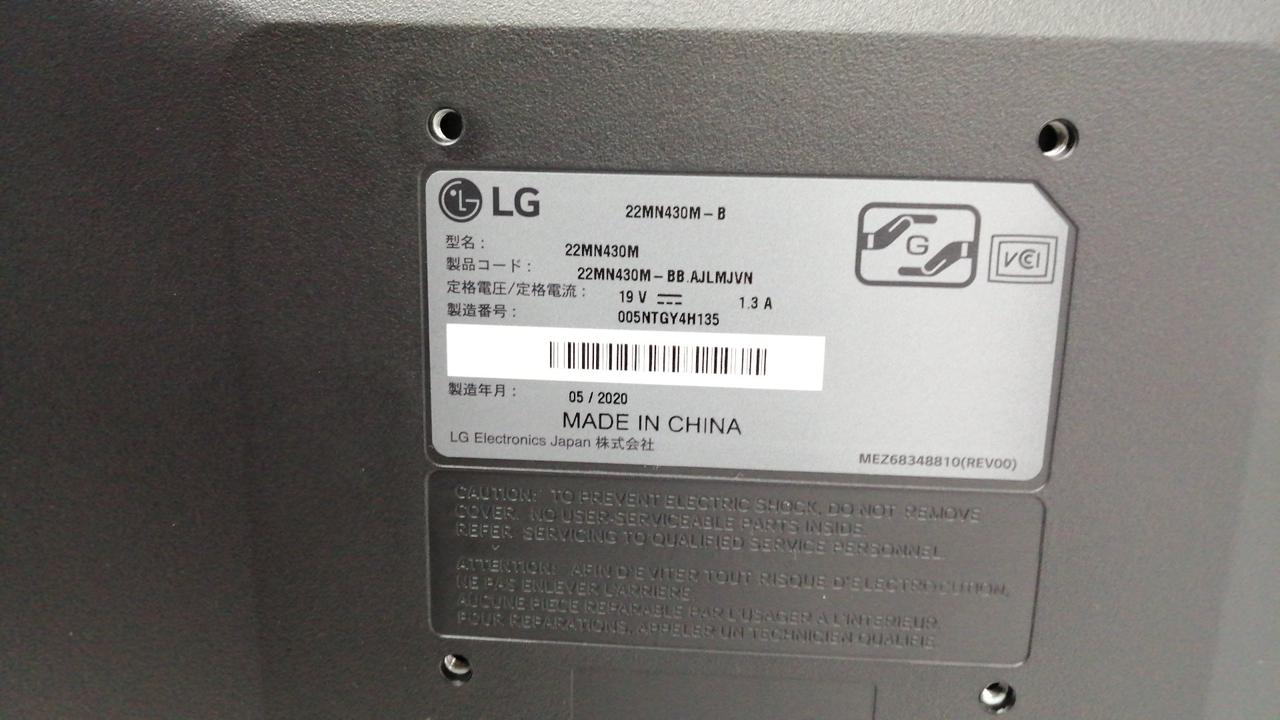 LG
22MN430M-B
G
VCCI
型名: 22MN430M
製品コード: 22MN430M-BB.AJLMJVN
定格電圧/定格電流: 19 V ⎓ 1.3 A
製造番号: 005NTGY4H135
製造年月: 05 / 2020
MADE IN CHINA
LG Electronics Japan 株式会社
MEZ68348810(REV00)
CAUTION: TO PREVENT ELECTRIC SHOCK, DO NOT REMOVE
COVER. NO USER-SERVICEABLE PARTS INSIDE.
REFER SERVICING TO QUALIFIED SERVICE PERSONNEL.
ATTENTION: AFIN D'EVITER TOUT RISQUE D'ELECTROCUTION,
NE PAS ENLEVER L'ARRIERE.
AUCUNE PIECE REPARABLE PAR L'USAGER A L'INTERIEUR.
POUR REPARATIONS, APPELER UN TECHNICIEN QUALIFIE.